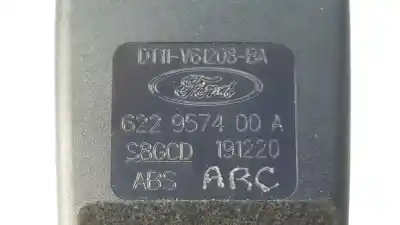 DT11-V61208-BA
Ford
622 9574 00 A
S8GCD 191220
ABS ARC